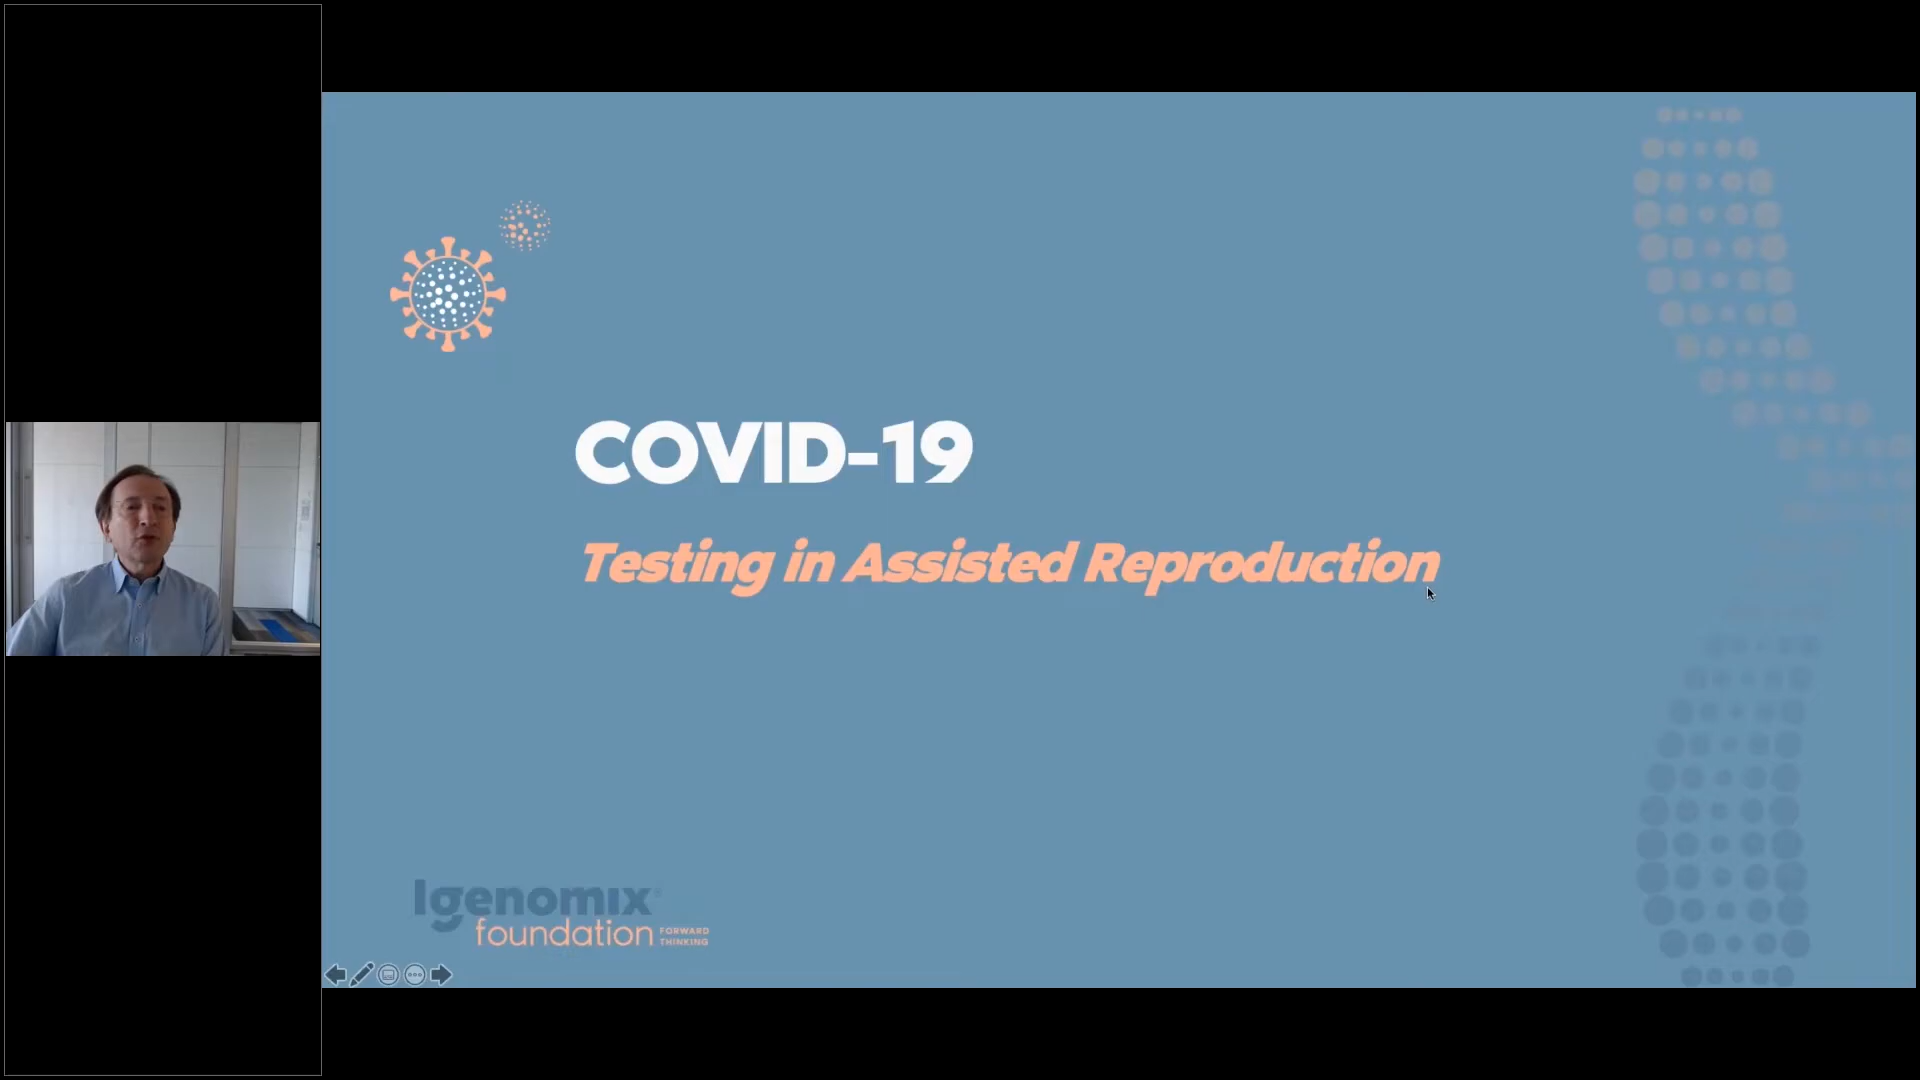 COVID-19
Testing in Assisted Reproduction
Igenomix
foundation
FORWARD
THINKING